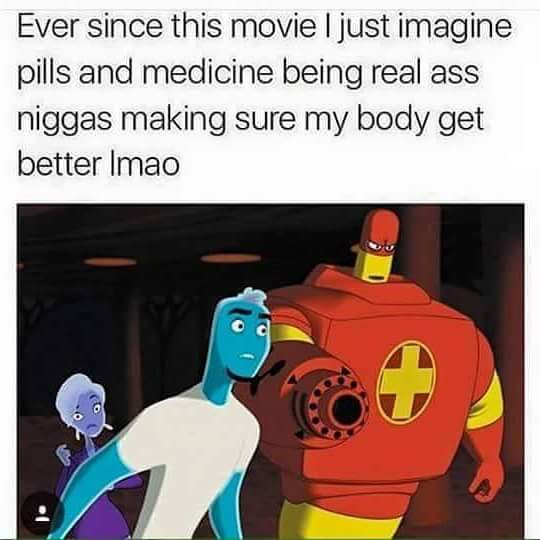 Ever since this movie I just imagine
pills and medicine being real ass
niggas making sure my body get
better lmao